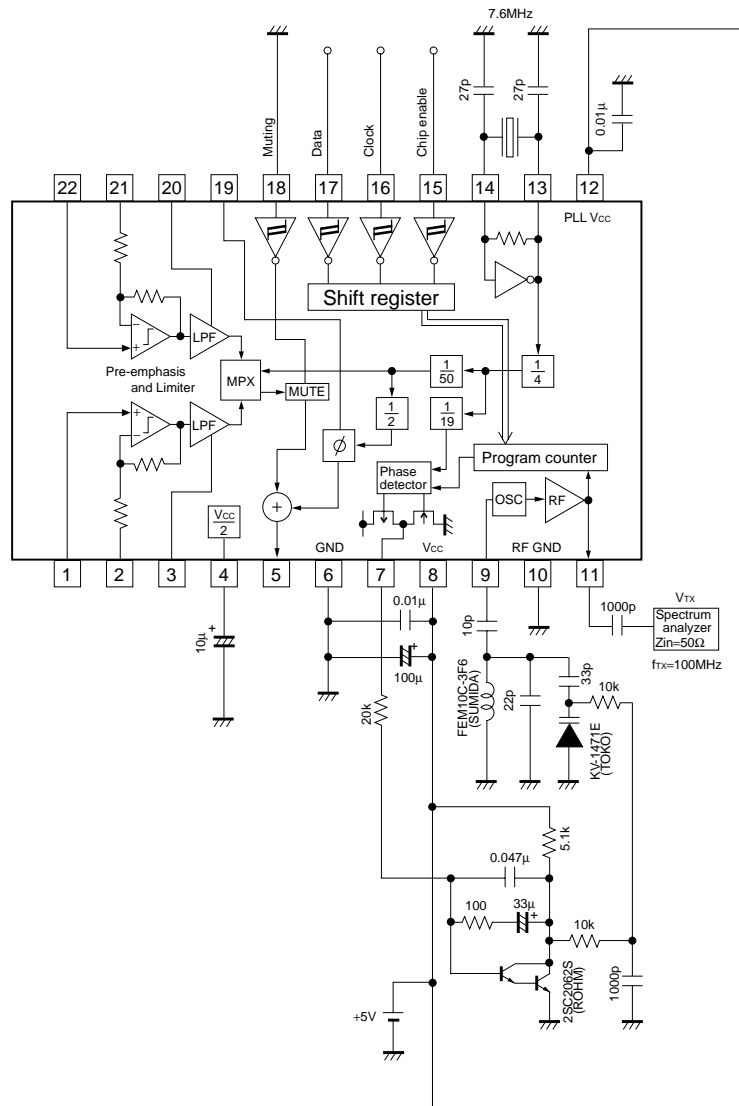 7.6MHz
27p
27p
0.01μ
Muting
Data
Clock
Chip enable
22
21
20
19
18
17
16
15
14
13
12
PLL VCC
Shift register
−
+
LPF
Pre-emphasis
and Limiter
MPX
MUTE
1/50
1/4
1/2
1/19
+
−
LPF
φ
Program counter
Phase
detector
OSC
RF
VCC/2
+
GND
VCC
RF GND
1
2
3
4
5
6
7
8
9
10
11
VTX
1000p
Spectrum
analyzer
Zin=50Ω
fTX=100MHz
0.01μ
10p
10μ
+
+
100μ
20k
FEM10C-3F6
(SUMIDA)
22p
33p
10k
KV-1471E
(TOKO)
5.1k
0.047μ
100
33μ
+
10k
2SC2062S
(ROHM)
1000p
+5V